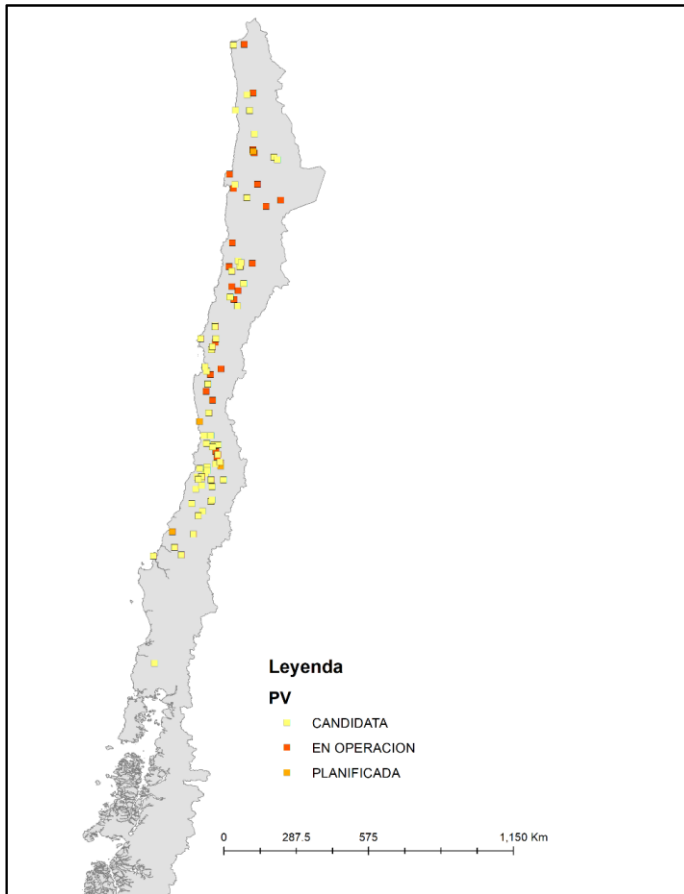 Leyenda
PV
CANDIDATA
EN OPERACION
PLANIFICADA
0 287.5 575 1,150 Km